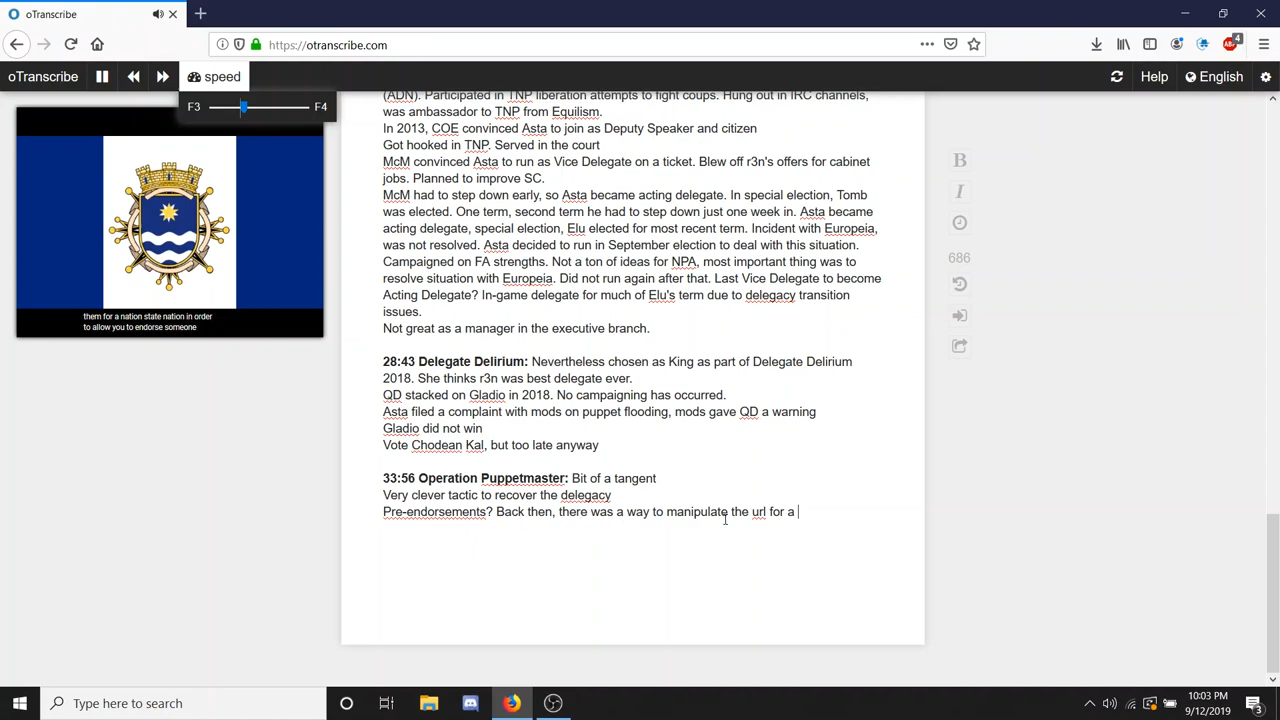 oTranscribe
https://otranscribe.com
4
oTranscribe
speed
Help
English
F3
F4
them for a nation state nation in order
to allow you to endorse someone
(ADN). Participated in TNP liberation attempts to fight coups. Hung out in IRC channels,
was ambassador to TNP from Equilism.
In 2013, COE convinced Asta to join as Deputy Speaker and citizen
Got hooked in TNP. Served in the court
McM convinced Asta to run as Vice Delegate on a ticket. Blew off r3n's offers for cabinet
jobs. Planned to improve SC.
McM had to step down early, so Asta became acting delegate. In special election, Tomb
was elected. One term, second term he had to step down just one week in. Asta became
acting delegate, special election, Elu elected for most recent term. Incident with Europeia,
was not resolved. Asta decided to run in September election to deal with this situation.
Campaigned on FA strengths. Not a ton of ideas for NPA, most important thing was to
resolve situation with Europeia. Did not run again after that. Last Vice Delegate to become
Acting Delegate? In-game delegate for much of Elu's term due to delegacy transition
issues.
Not great as a manager in the executive branch.
28:43 Delegate Delirium: Nevertheless chosen as King as part of Delegate Delirium
2018. She thinks r3n was best delegate ever.
QD stacked on Gladio in 2018. No campaigning has occurred.
Asta filed a complaint with mods on puppet flooding, mods gave QD a warning
Gladio did not win
Vote Chodean Kal, but too late anyway
33:56 Operation Puppetmaster: Bit of a tangent
Very clever tactic to recover the delegacy
Pre-endorsements? Back then, there was a way to manipulate the url for a
B
I
686
Type here to search
10:03 PM
9/12/2019
3